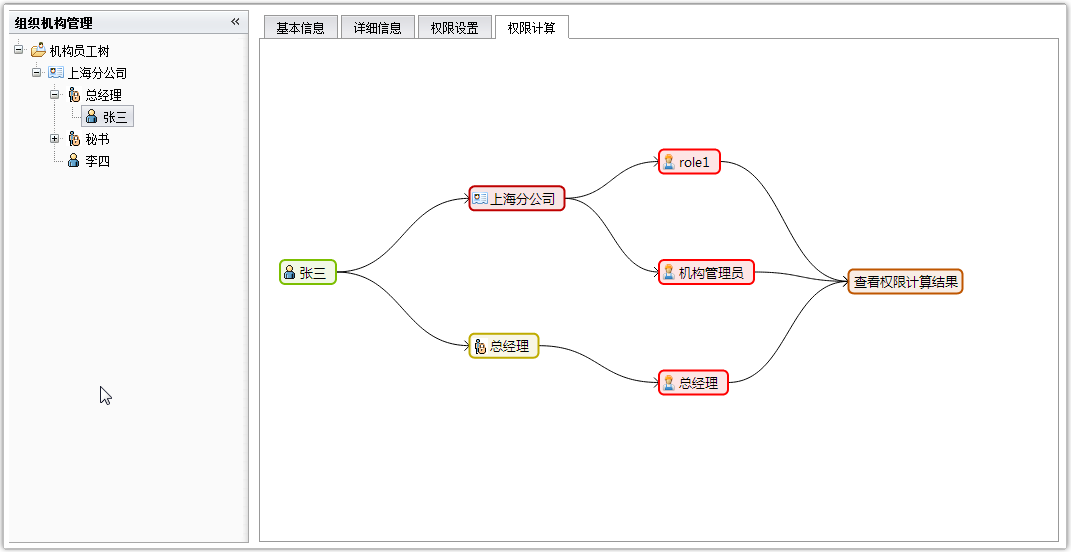 组织机构管理
机构员工树
上海分公司
总经理
张三
秘书
李四
基本信息
详细信息
权限设置
权限计算
张三
上海分公司
总经理
role1
机构管理员
总经理
查看权限计算结果